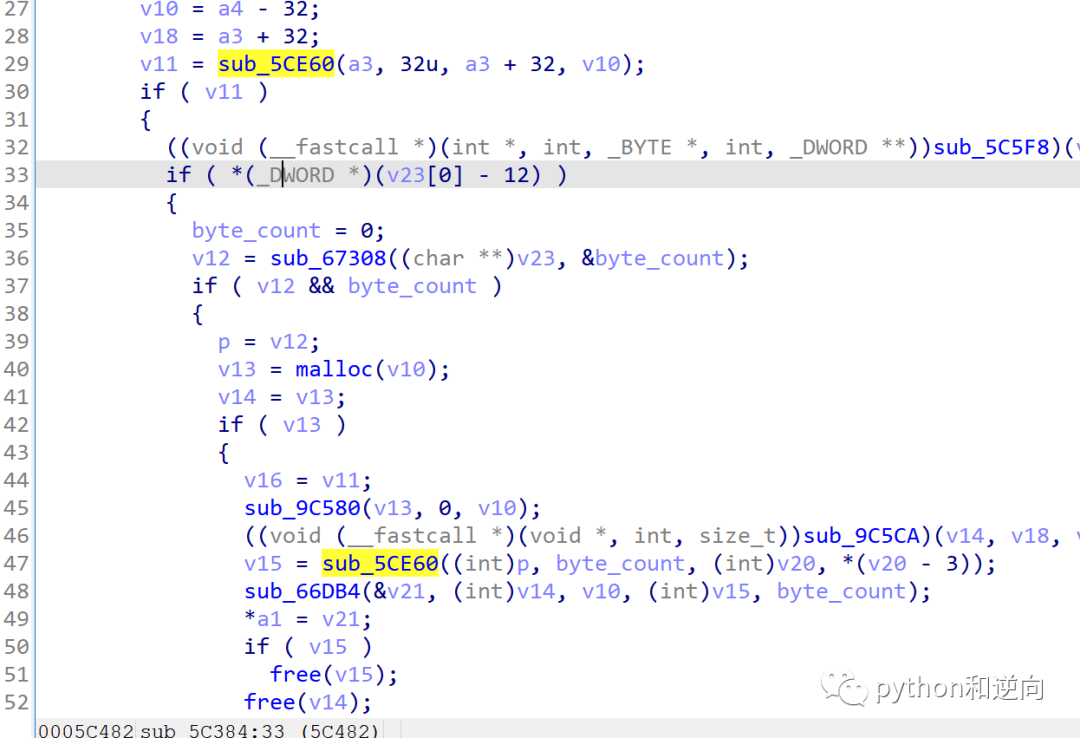 27 v10 = a4 - 32;
28 v18 = a3 + 32;
29 v11 = sub_5CE60(a3, 32u, a3 + 32, v10);
30 if ( v11 )
31 {
32 ((void (__fastcall *)(int *, int, _BYTE *, int, _DWORD **))sub_5C5F8)(
33 if ( *(_DWORD *)(v23[0] - 12) )
34 {
35 byte_count = 0;
36 v12 = sub_67308((char **)v23, &byte_count);
37 if ( v12 && byte_count )
38 {
39 p = v12;
40 v13 = malloc(v10);
41 v14 = v13;
42 if ( v13 )
43 {
44 v16 = v11;
45 sub_9C580(v13, 0, v10);
46 ((void (__fastcall *)(void *, int, size_t))sub_9C5CA)(v14, v18,
47 v15 = sub_5CE60((int)p, byte_count, (int)v20, *(v20 - 3));
48 sub_66DB4(&v21, (int)v14, v10, (int)v15, byte_count);
49 *a1 = v21;
50 if ( v15 )
51 free(v15);
52 free(v14);
python和逆向
0005C482 sub_5C384:33 (5C482)